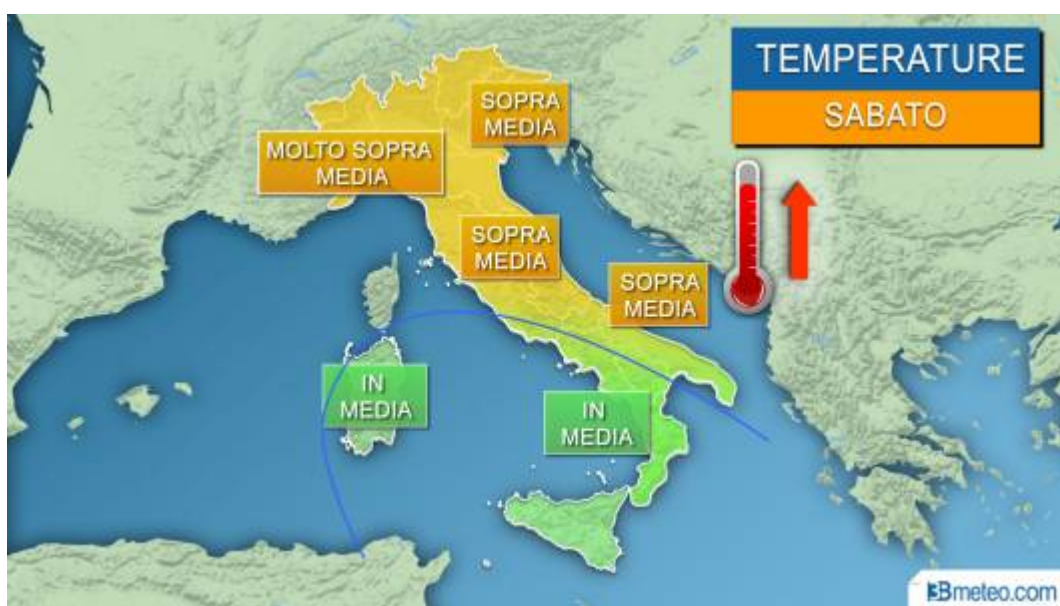 TEMPERATURE
SABATO
SOPRA
MEDIA
MOLTO SOPRA
MEDIA
SOPRA
MEDIA
SOPRA
MEDIA
IN
MEDIA
IN
MEDIA
3Bmeteo.com